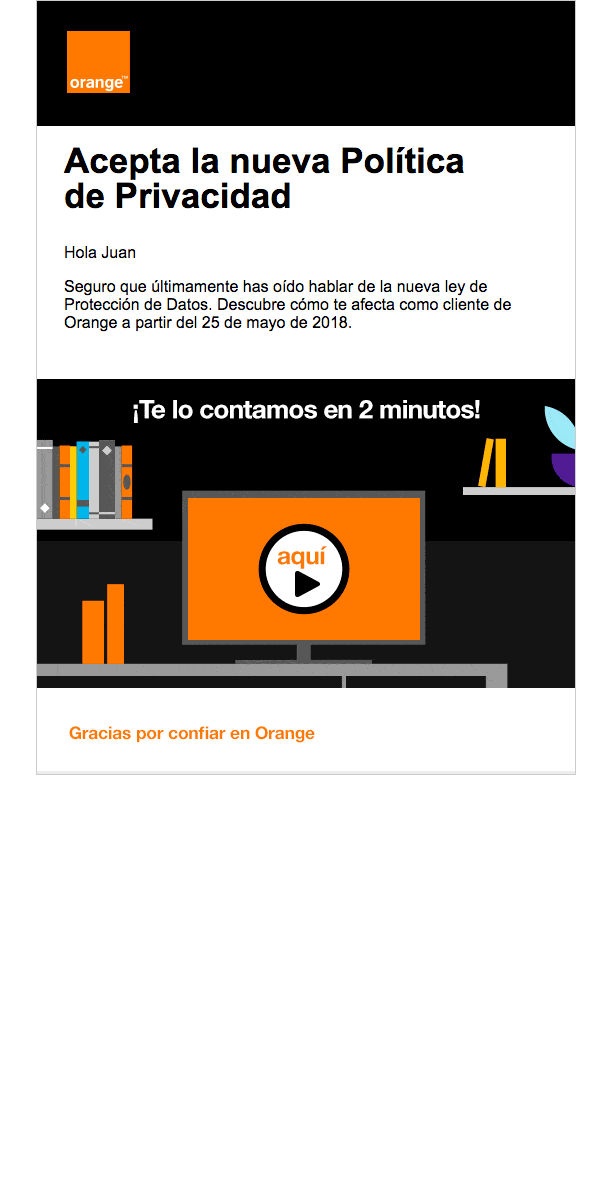 orange™
Acepta la nueva Política
de Privacidad
Hola Juan
Seguro que últimamente has oído hablar de la nueva ley de
Protección de Datos. Descubre cómo te afecta como cliente de
Orange a partir del 25 de mayo de 2018.
¡Te lo contamos en 2 minutos!
aquí
Gracias por confiar en Orange